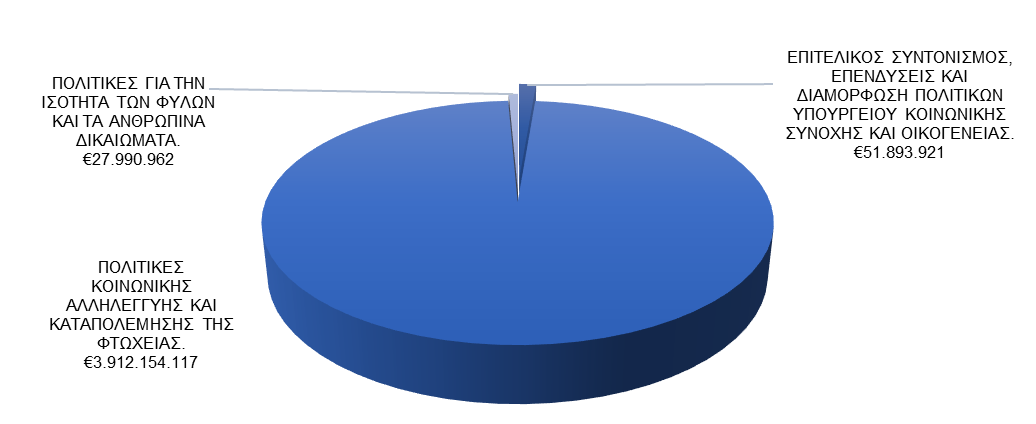 ΠΟΛΙΤΙΚΕΣ ΓΙΑ ΤΗΝ
ΙΣΟΤΗΤΑ ΤΩΝ ΦΥΛΩΝ
ΚΑΙ ΤΑ ΑΝΘΡΩΠΙΝΑ
ΔΙΚΑΙΩΜΑΤΑ.
€27.990.962
ΕΠΙΤΕΛΙΚΟΣ ΣΥΝΤΟΝΙΣΜΟΣ,
ΕΠΕΝΔΥΣΕΙΣ ΚΑΙ
ΔΙΑΜΟΡΦΩΣΗ ΠΟΛΙΤΙΚΩΝ
ΥΠΟΥΡΓΕΙΟΥ ΚΟΙΝΩΝΙΚΗΣ
ΣΥΝΟΧΗΣ ΚΑΙ ΟΙΚΟΓΕΝΕΙΑΣ.
€51.893.921
ΠΟΛΙΤΙΚΕΣ
ΚΟΙΝΩΝΙΚΗΣ
ΑΛΛΗΛΕΓΓΥΗΣ ΚΑΙ
ΚΑΤΑΠΟΛΕΜΗΣΗΣ ΤΗΣ
ΦΤΩΧΕΙΑΣ.
€3.912.154.117